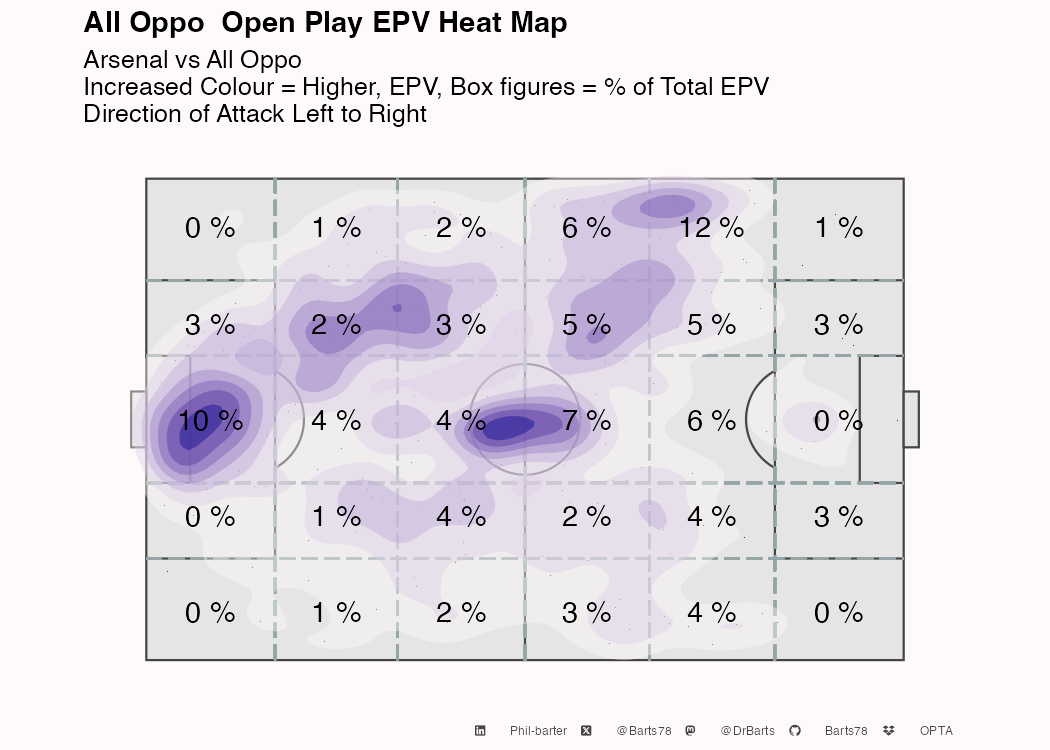 All Oppo  Open Play EPV Heat Map
Arsenal vs All Oppo
Increased Colour = Higher, EPV, Box figures = % of Total EPV
Direction of Attack Left to Right
0 % 1 % 2 % 6 % 12 % 1 %
3 % 2 % 3 % 5 % 5 % 3 %
10 % 4 % 4 % 7 % 6 % 0 %
0 % 1 % 4 % 2 % 4 % 3 %
0 % 1 % 2 % 3 % 4 % 0 %
Phil-barter @Barts78 @DrBarts Barts78 OPTA